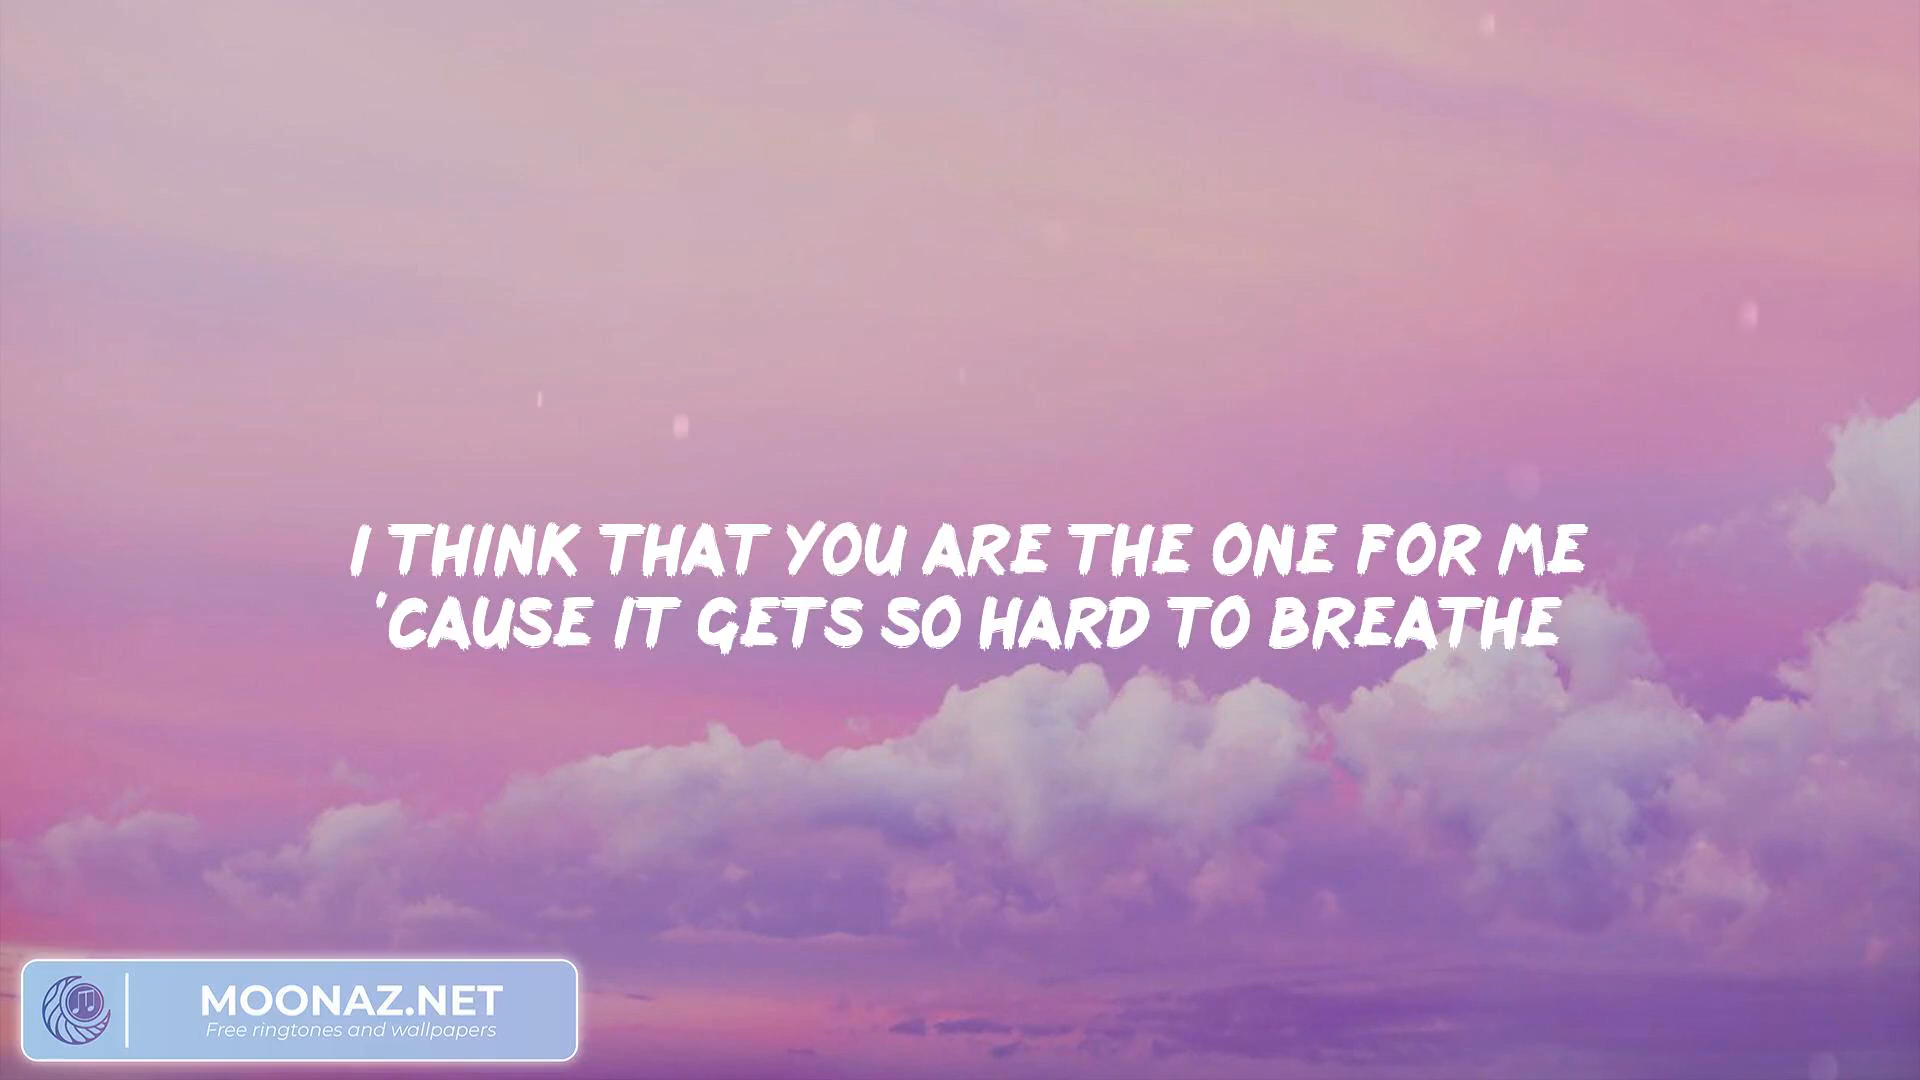 I THINK THAT YOU ARE THE ONE FOR ME
'CAUSE IT GETS SO HARD TO BREATHE
MOONAZ.NET
Free ringtones and wallpapers